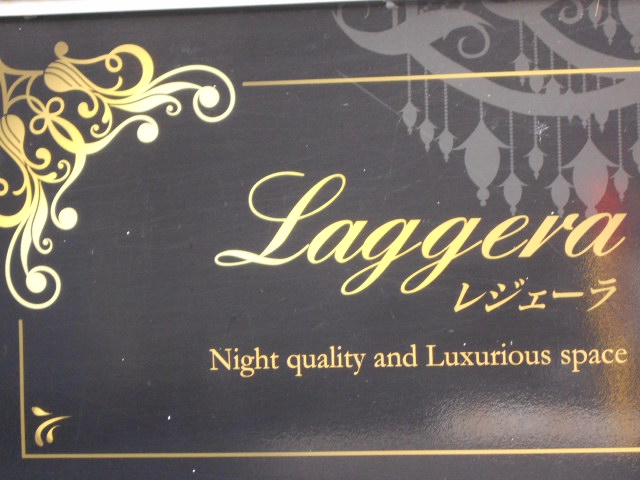 Laggera
レジェーラ
Night quality and Luxurious space